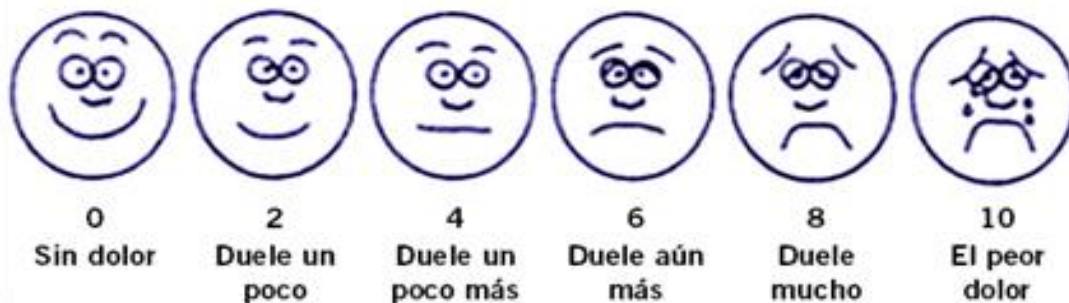 0 2 4 6 8 10
Sin dolor Duele un Duele un Duele aún Duele El peor
poco poco más más mucho dolor